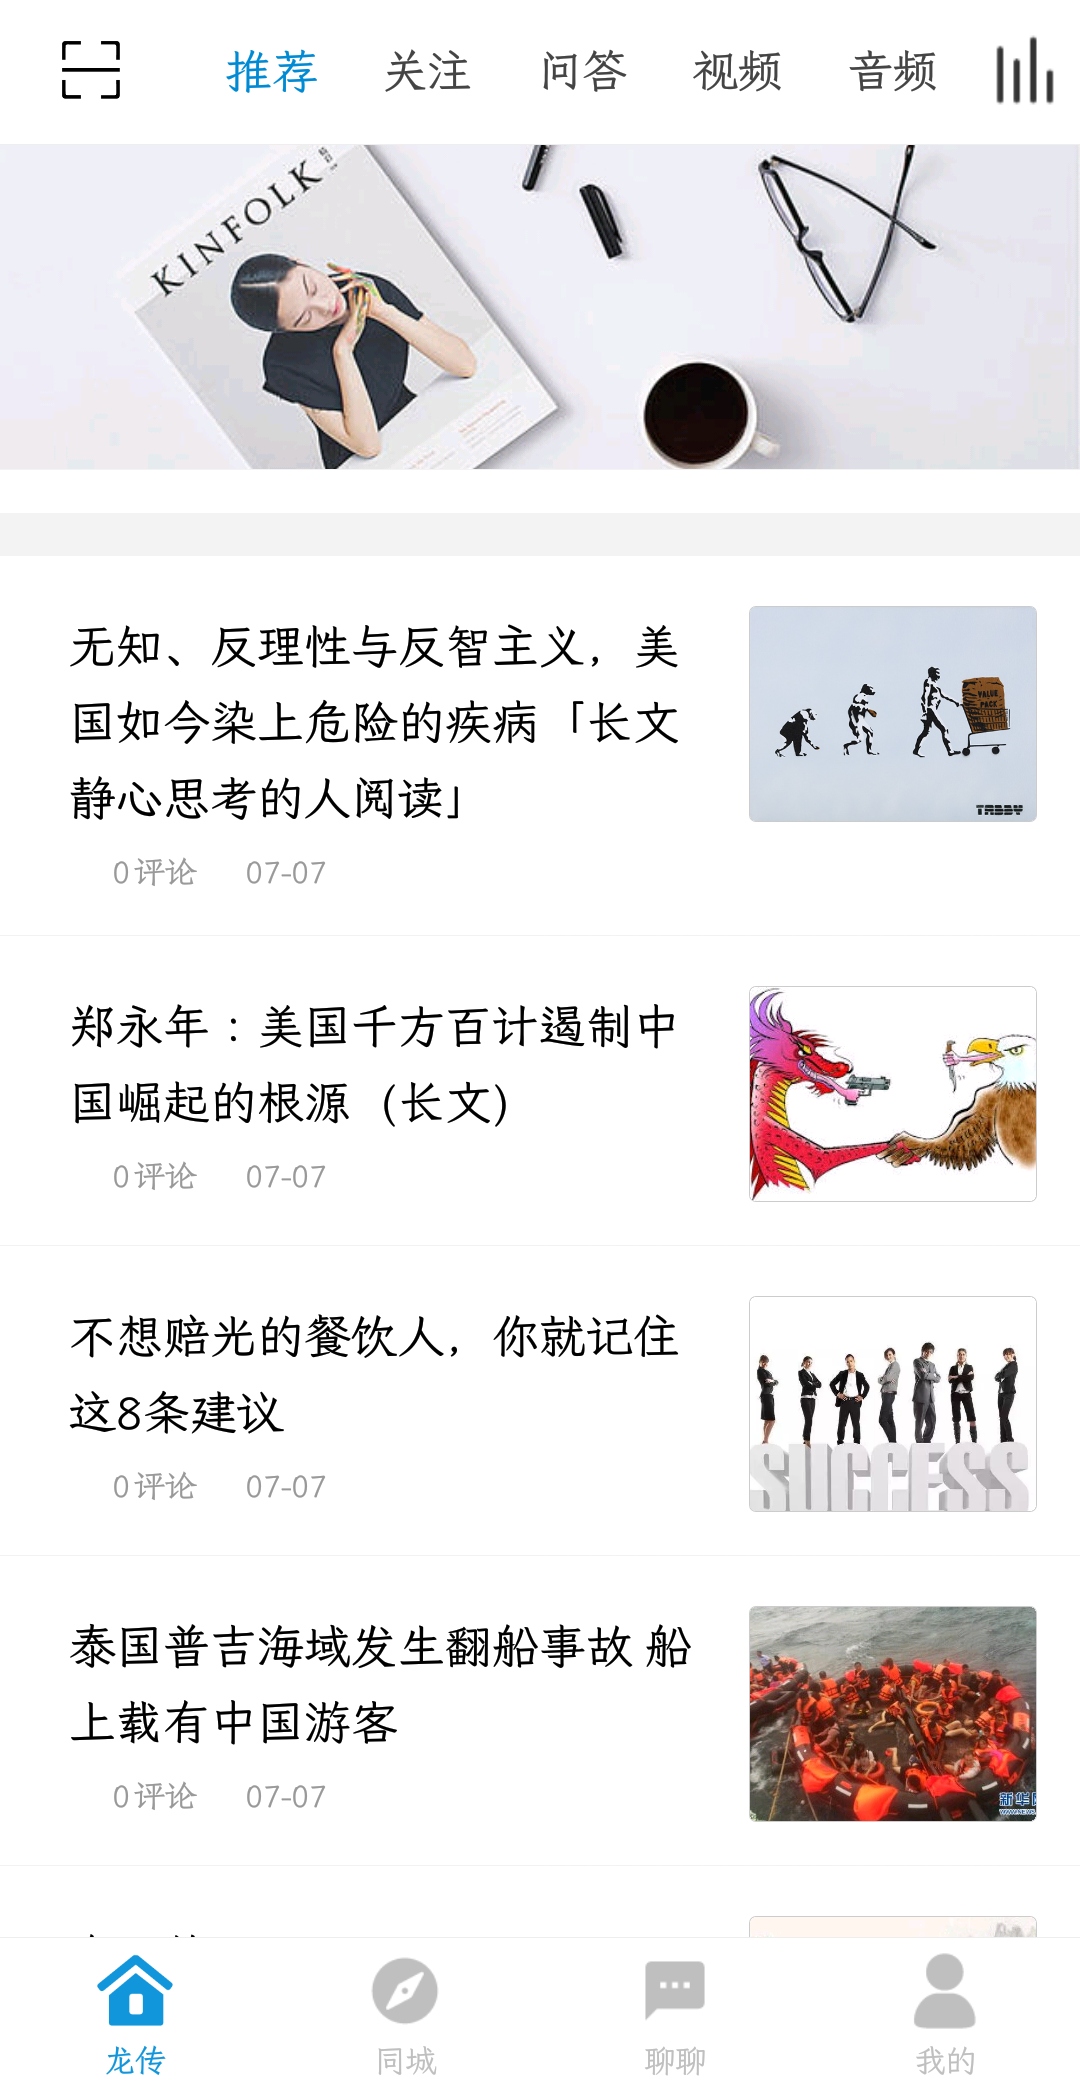 推荐 关注 问答 视频 音频
KINFOLK
无知、反理性与反智主义，美
国如今染上危险的疾病「长文
静心思考的人阅读」
VALUE
PACK
TABBY
0评论 07-07
郑永年：美国千方百计遏制中
国崛起的根源（长文）
0评论 07-07
不想赔光的餐饮人，你就记住
这8条建议
SUCCESS
0评论 07-07
泰国普吉海域发生翻船事故 船
上载有中国游客
新华
0评论 07-07
龙传 同城 聊聊 我的